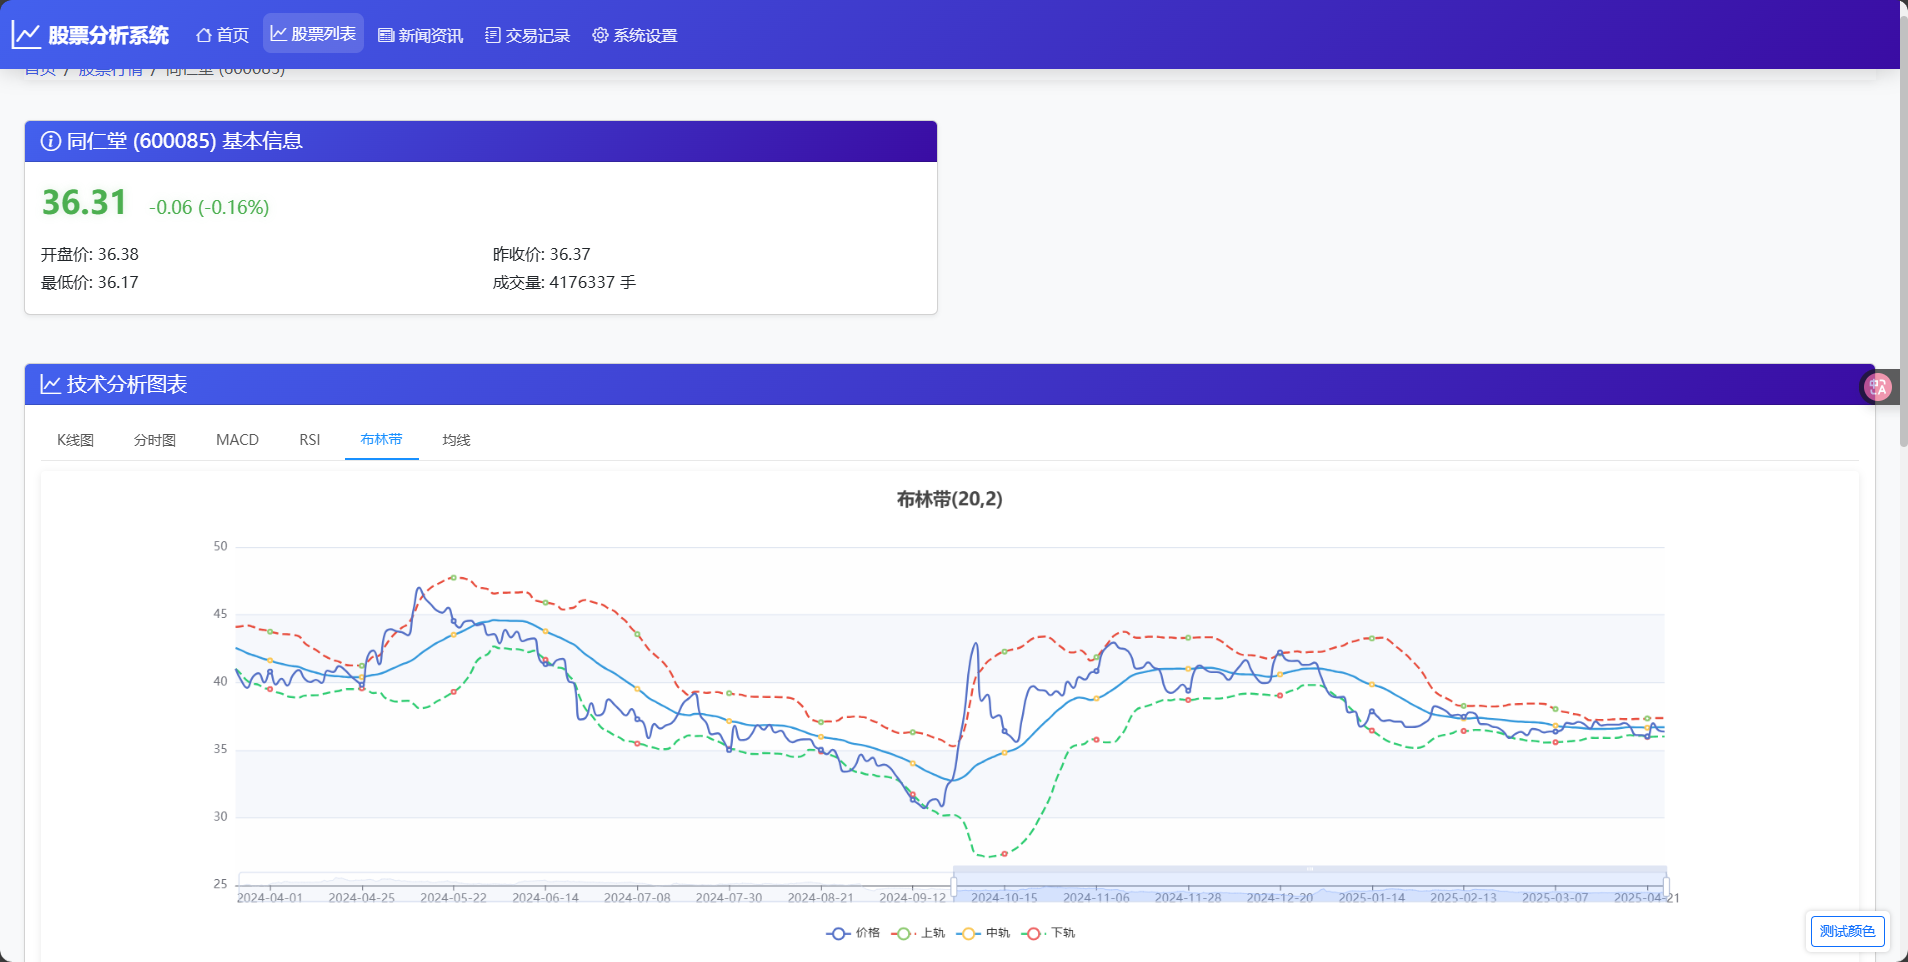 股票分析系统
首页
股票列表
新闻资讯
交易记录
系统设置
首页 / 股票行情 / 同仁堂 (600085)
同仁堂 (600085) 基本信息
36.31 -0.06 (-0.16%)
开盘价: 36.38
昨收价: 36.37
最低价: 36.17
成交量: 4176337 手
技术分析图表
K线图
分时图
MACD
RSI
布林带
均线
布林带(20,2)
50
45
40
35
30
25
2024-04-01
2024-04-25
2024-05-22
2024-06-14
2024-07-08
2024-07-30
2024-08-21
2024-09-12
2024-10-15
2024-11-06
2024-11-28
2024-12-20
2025-01-14
2025-02-13
2025-03-07
2025-04-21
价格
上轨
中轨
下轨
测试颜色